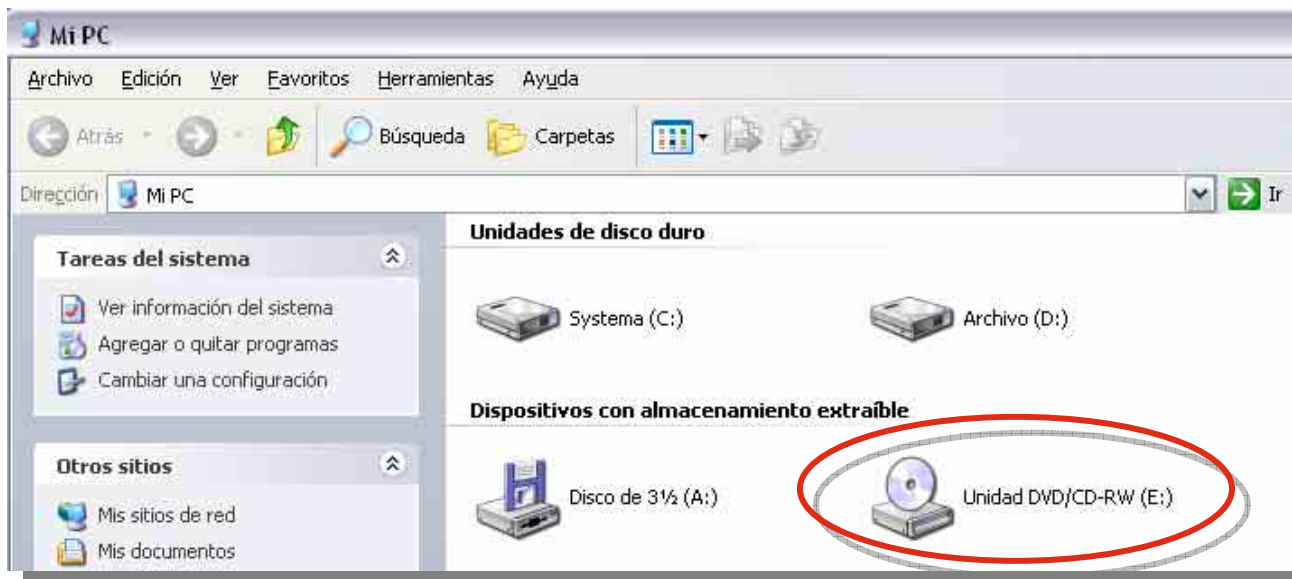 Mi PC
Archivo Edición Ver Favoritos Herramientas Ayuda
Atrás Búsqueda Carpetas
Dirección Mi PC Ir
Tareas del sistema
Ver información del sistema
Agregar o quitar programas
Cambiar una configuración
Otros sitios
Mis sitios de red
Mis documentos
Unidades de disco duro
Systema (C:) Archivo (D:)
Dispositivos con almacenamiento extraíble
Disco de 3½ (A:) Unidad DVD/CD-RW (E:)